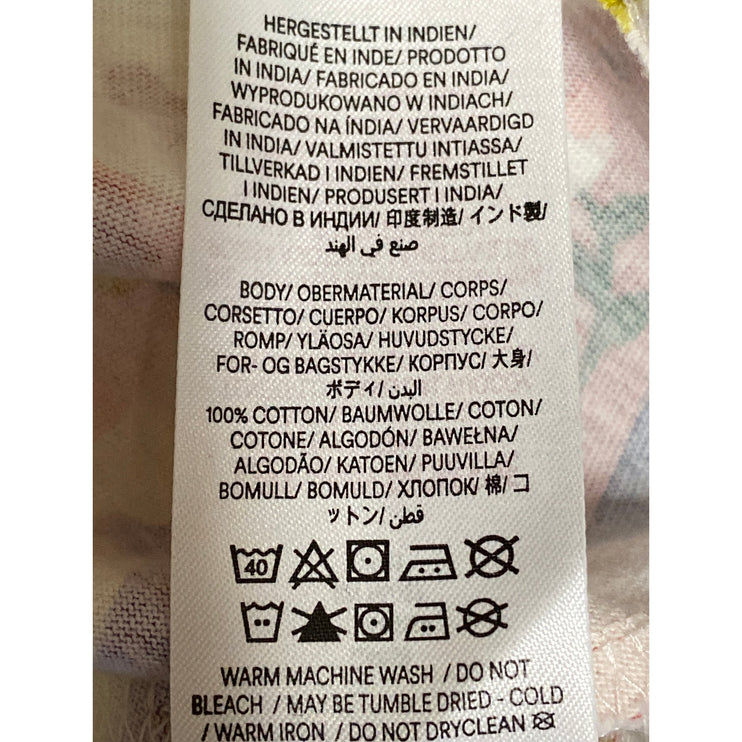 HERGESTELLT IN INDIEN/
FABRIQUÉ EN INDE/ PRODOTTO
IN INDIA/ FABRICADO EN INDIA/
WYPRODUKOWANO W INDIACH/
FABRICADO NA ÍNDIA/ VERVAARDIGD
IN INDIA/ VALMISTETTU INTIASSA/
TILLVERKAD I INDIEN/ FREMSTILLET
I INDIEN/ PRODUSERT I INDIA/
СДЕЛАНО В ИНДИИ/ 印度制造/ インド製/
صنع في الهند
BODY/ OBERMATERIAL/ CORPS/
CORSETTO/ CUERPO/ KORPUS/ CORPO/
ROMP/ YLÄOSA/ HUVUDSTYCKE/
FOR- OG BAGSTYKKE/ КОРПУС/ 大身/
ボディ/ البدن/
100% COTTON/ BAUMWOLLE/ COTON/
COTONE/ ALGODÓN/ BAWEŁNA/
ALGODÃO/ KATOEN/ PUUVILLA/
BOMULL/ BOMULD/ ХЛОПОК/ 棉/ コ
ットン/ قطن/
40
WARM MACHINE WASH / DO NOT
BLEACH / MAY BE TUMBLE DRIED - COLD
/ WARM IRON / DO NOT DRYCLEAN